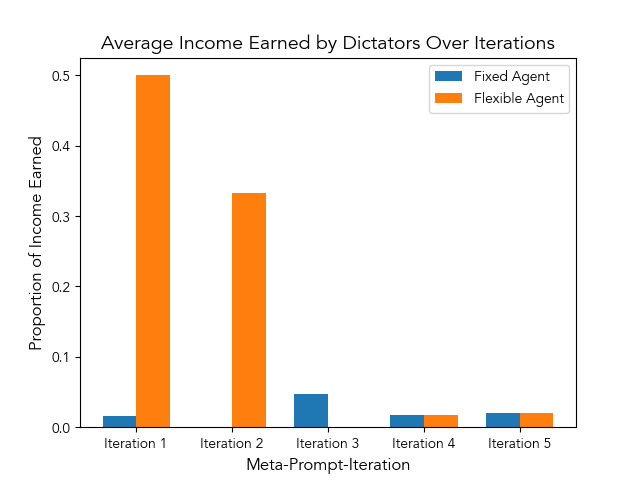 Average Income Earned by Dictators Over Iterations
Fixed Agent
Flexible Agent
Proportion of Income Earned
0.5
0.4
0.3
0.2
0.1
0.0
Iteration 1
Iteration 2
Iteration 3
Iteration 4
Iteration 5
Meta-Prompt-Iteration